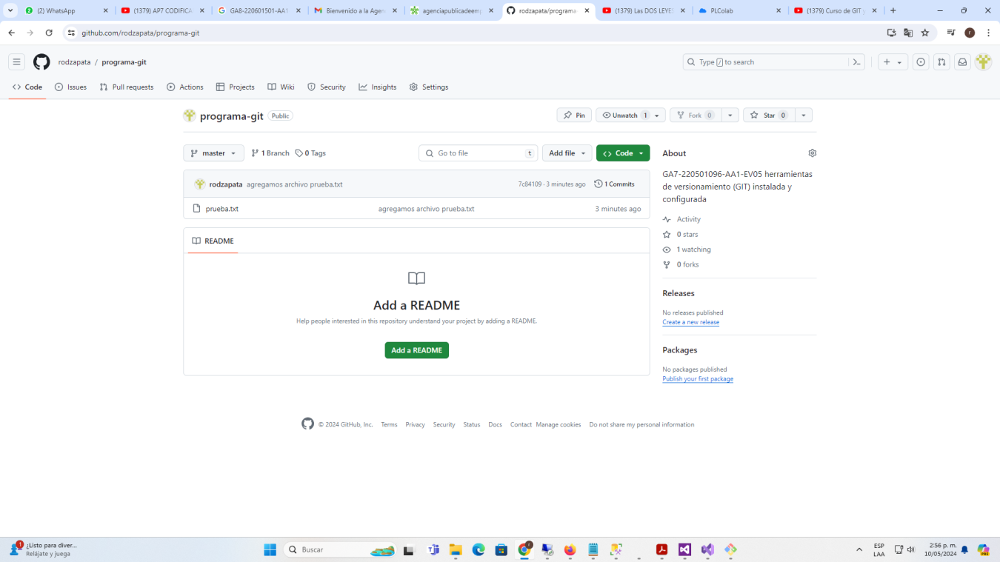 (2) WhatsApp
(1379) AP7 CODIFICA
GA8-220601501-AA1
Bienvenido a la Agen
agenciapublicadeemp
rodzapata/programa-
(1379) Las DOS LEYES
PLColab
(1379) Curso de GIT y
github.com/rodzapata/programa-git
r
rodzapata / programa-git
Type / to search
Code
Issues
Pull requests
Actions
Projects
Wiki
Security
Insights
Settings
programa-git Public
Pin
Unwatch 1
Fork 0
Star 0
master
1 Branch
0 Tags
Go to file t
Add file
Code
rodzapata agregamos archivo prueba.txt 7c84109 · 3 minutes ago 1 Commits
prueba.txt agregamos archivo prueba.txt 3 minutes ago
README
Add a README
Help people interested in this repository understand your project by adding a README.
Add a README
About
GA7-220501096-AA1-EV05 herramientas
de versionamiento (GIT) instalada y
configurada
Activity
0 stars
1 watching
0 forks
Releases
No releases published
Create a new release
Packages
No packages published
Publish your first package
© 2024 GitHub, Inc. Terms Privacy Security Status Docs Contact Manage cookies Do not share my personal information
1
¿Listo para diver...
Relájate y juega
Buscar
ESP
LAA
2:56 p. m.
10/05/2024